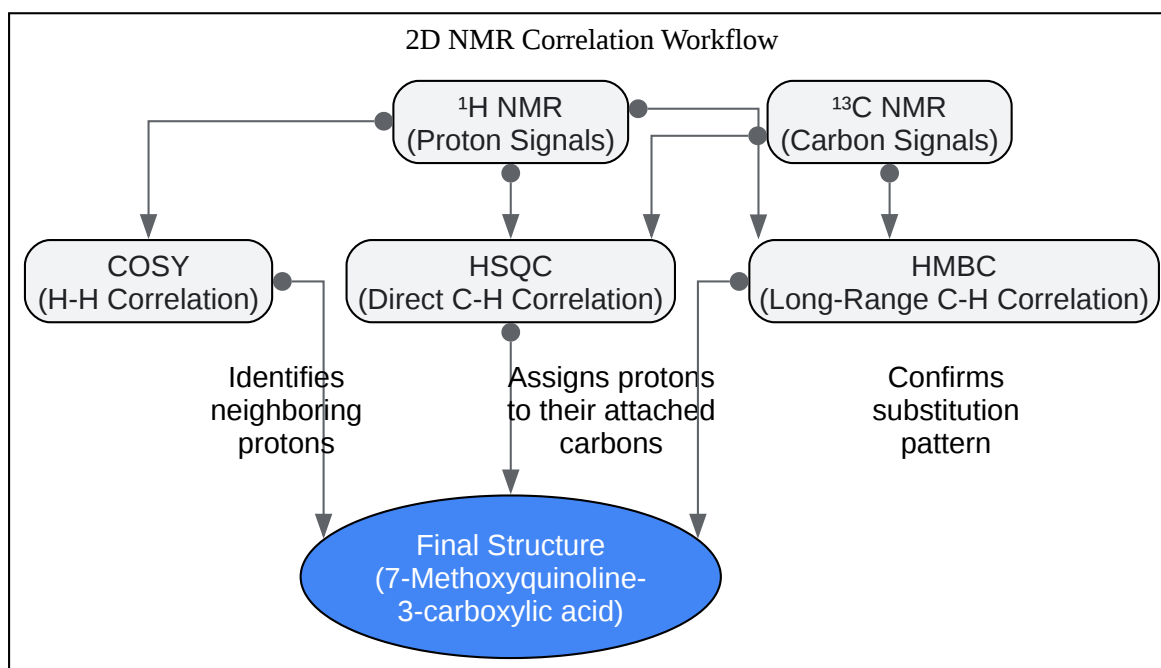 2D NMR Correlation Workflow
¹H NMR
(Proton Signals)
¹³C NMR
(Carbon Signals)
COSY
(H-H Correlation)
HSQC
(Direct C-H Correlation)
HMBC
(Long-Range C-H Correlation)
Identifies
neighboring
protons
Assigns protons
to their attached
carbons
Confirms
substitution
pattern
Final Structure
(7-Methoxyquinoline-
3-carboxylic acid)